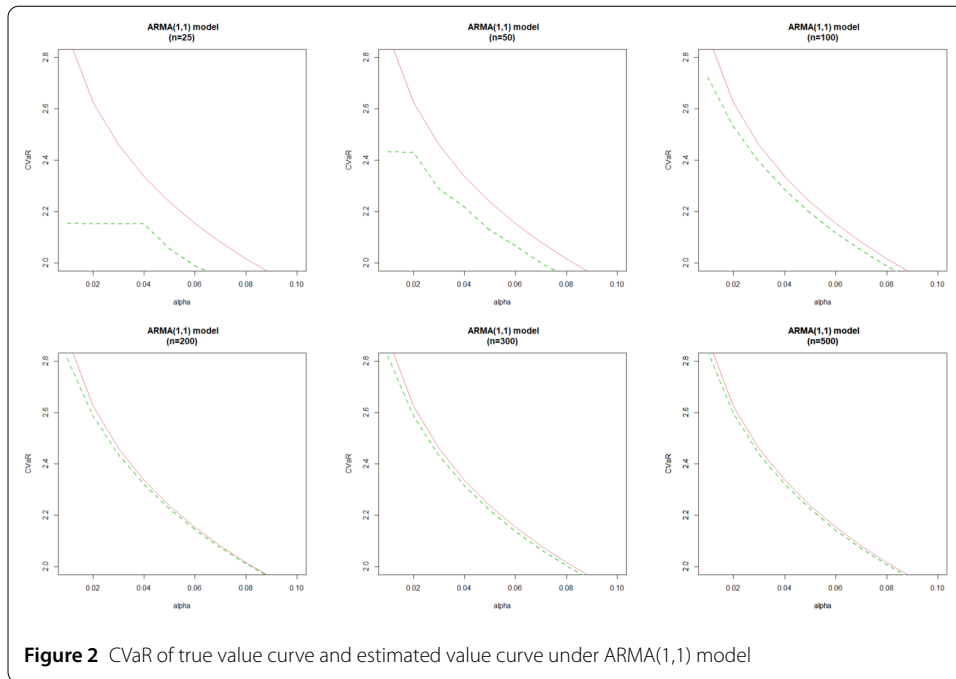 ARMA(1,1) model
(n=25)
CVaR
2.8
2.6
2.4
2.2
2.0
0.02 0.04 0.06 0.08 0.10
alpha
ARMA(1,1) model
(n=50)
CVaR
2.8
2.6
2.4
2.2
2.0
0.02 0.04 0.06 0.08 0.10
alpha
ARMA(1,1) model
(n=100)
CVaR
2.8
2.6
2.4
2.2
2.0
0.02 0.04 0.06 0.08 0.10
alpha
ARMA(1,1) model
(n=200)
CVaR
2.8
2.6
2.4
2.2
2.0
0.02 0.04 0.06 0.08 0.10
alpha
ARMA(1,1) model
(n=300)
CVaR
2.8
2.6
2.4
2.2
2.0
0.02 0.04 0.06 0.08 0.10
alpha
ARMA(1,1) model
(n=500)
CVaR
2.8
2.6
2.4
2.2
2.0
0.02 0.04 0.06 0.08 0.10
alpha
Figure 2 CVaR of true value curve and estimated value curve under ARMA(1,1) model